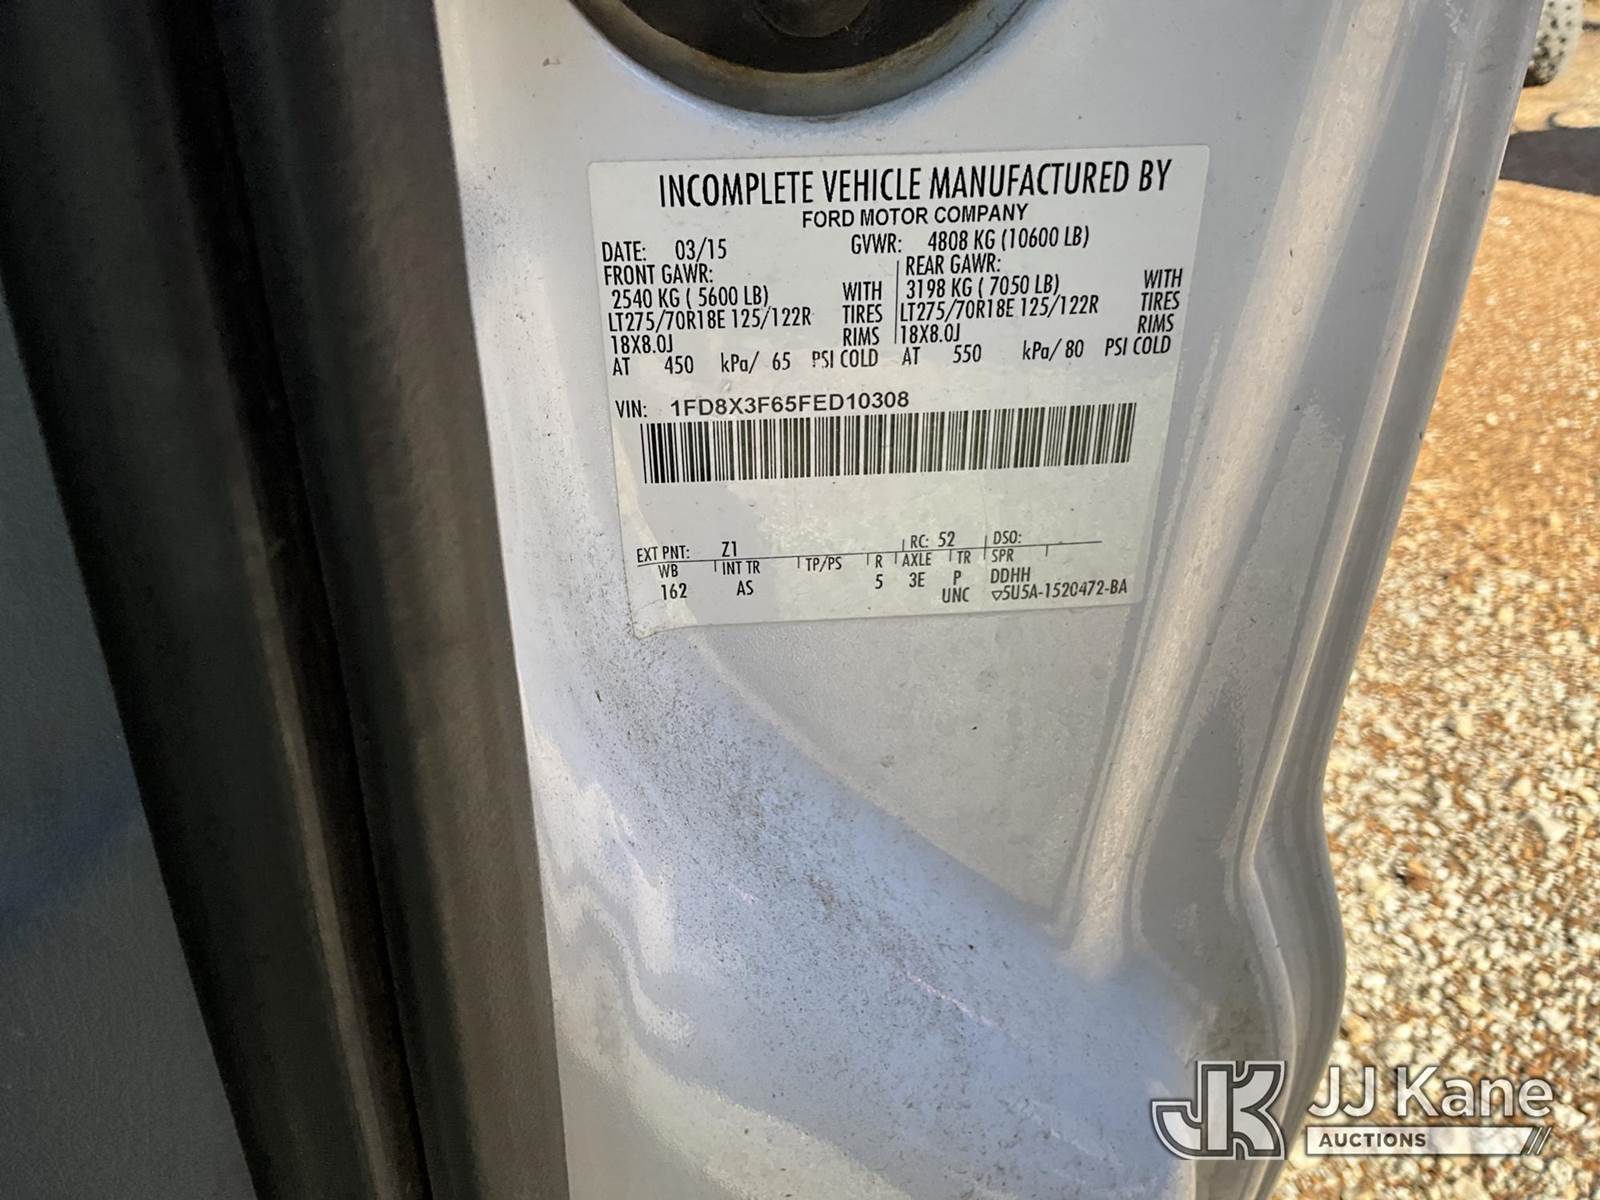 INCOMPLETE VEHICLE MANUFACTURED BY
FORD MOTOR COMPANY
DATE: 03/15 GVWR: 4808 KG (10600 LB)
FRONT GAWR: REAR GAWR:
2540 KG ( 5600 LB) WITH 3198 KG ( 7050 LB) WITH
LT275/70R18E 125/122R TIRES LT275/70R18E 125/122R TIRES
18X8.0J RIMS 18X8.0J RIMS
AT 450 kPa/ 65 PSI COLD AT 550 kPa/ 80 PSI COLD
VIN: 1FD8X3F65FED10308
EXT PNT: Z1 RC: 52 DSO:
WB INT TR TP/PS R AXLE TR SPR
162 AS 5 3E P DDHH
UNC ▽5U5A-1520472-BA
JK JJ Kane
AUCTIONS